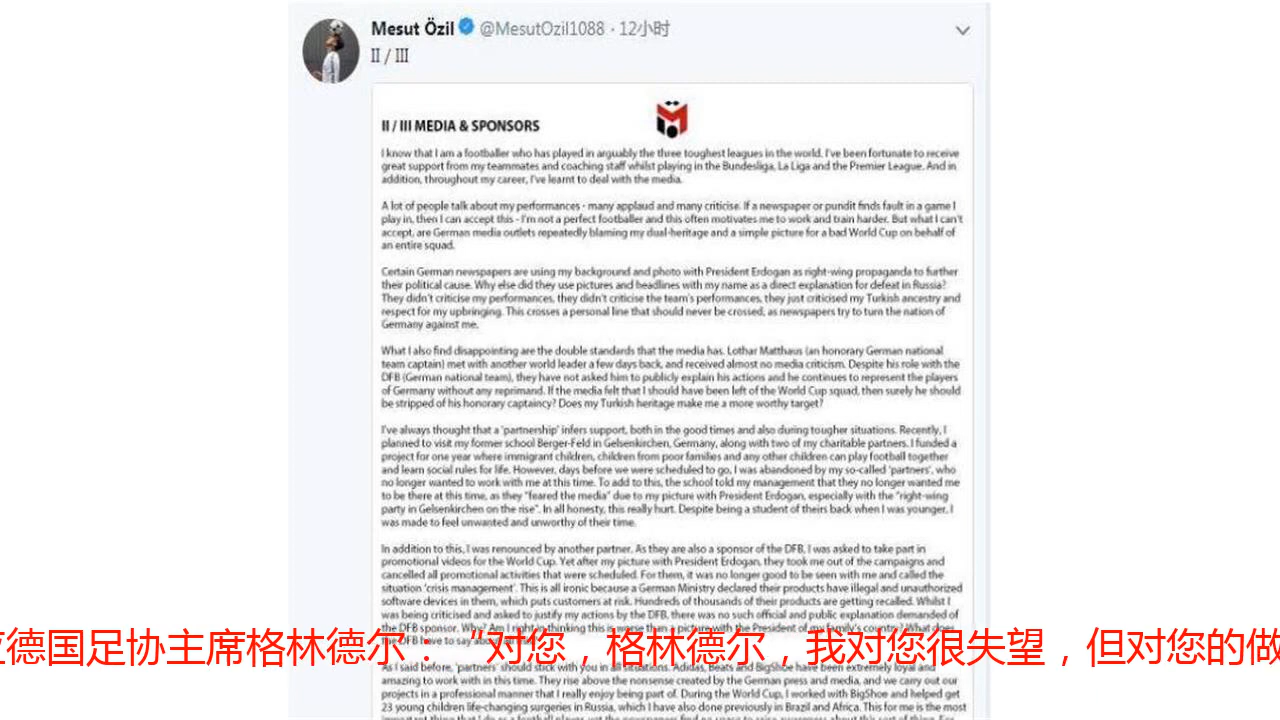 Mesut Özil @MesutOzil1088 · 12小时
II / III
II / III MEDIA & SPONSORS
I know that I am a footballer who has played in arguably the three toughest leagues in the world. I've been fortunate to receive
great support from my teammates and coaching staff whilst playing in the Bundesliga, La Liga and the Premier League. And in
addition, throughout my career, I've learnt to deal with the media.
A lot of people talk about my performances - many applaud and many criticise. If a newspaper or pundit finds fault in a game I
play in, then I can accept this - I'm not a perfect footballer and this often motivates me to work and train harder. But what I can't
accept, are German media outlets repeatedly blaming my dual-heritage and a simple picture for a bad World Cup on behalf of
an entire squad.
Certain German newspapers are using my background and photo with President Erdogan as right-wing propaganda to further
their political cause. Why else did they use pictures and headlines with my name as a direct explanation for defeat in Russia?
They didn't criticise my performances, they didn't criticise the team's performances, they just criticised my Turkish ancestry and
respect for my upbringing. This crosses a personal line that should never be crossed, as newspapers try to turn the nation of
Germany against me.
What I also find disappointing are the double standards that the media has. Lothar Matthaus (an honorary German national
team captain) met with another world leader a few days back, and received almost no media criticism. Despite his role with the
DFB (German national team), they have not asked him to publicly explain his actions and he continues to represent the players
of Germany without any reprimand. If the media felt that I should have been left of the World Cup squad, then surely he should
be stripped of his honorary captaincy? Does my Turkish heritage make me a more worthy target?
I've always thought that a 'partnership' infers support, both in the good times and also during tougher situations. Recently, I
planned to visit my former school Berger-Feld in Gelsenkirchen, Germany, along with two of my charitable partners. I funded a
project for one year where immigrant children, children from poor families and any other children can play football together
and learn social rules for life. However, days before we were scheduled to go, I was abandoned by my so-called 'partners', who
no longer wanted to work with me at this time. To add to this, the school told my management that they no longer wanted me
to be there at this time, as they "feared the media" due to my picture with President Erdogan, especially with the "right-wing
party in Gelsenkirchen on the rise". In all honesty, this really hurt. Despite being a student of theirs back when I was younger, I
was made to feel unwanted and unworthy of their time.
In addition to this, I was renounced by another partner. As they are also a sponsor of the DFB, I was asked to take part in
promotional videos for the World Cup. Yet after my picture with President Erdogan, they took me out of the campaigns and
cancelled all promotional activities that were scheduled. For them, it was no longer good to be seen with me and called the
situation 'crisis management'. This is all ironic because a German Ministry declared their products have illegal and unauthorized
software devices in them, which puts customers at risk. Hundreds of thousands of their products are getting recalled. Whilst I
was being criticised and asked to justify my actions by the DFB, there was no such official and public explanation demanded of
the DFB sponsor. Why? Am I right in thinking this is worse than a picture with the President of my family's country? What does
the DFB have to say about
德国足协主席格林德尔：“对您，格林德尔，我对您很失望，但对您的做
As I said before, 'partners' should stick with you in all situations. Adidas, Beats and BigShoe have been extremely loyal and
amazing to work with in this time. They rise above the nonsense created by the German press and media, and we carry out our
projects in a professional manner that I really enjoy being part of. During the World Cup, I worked with BigShoe and helped get
23 young children life-changing surgeries in Russia, which I have also done previously in Brazil and Africa. This for me is the most